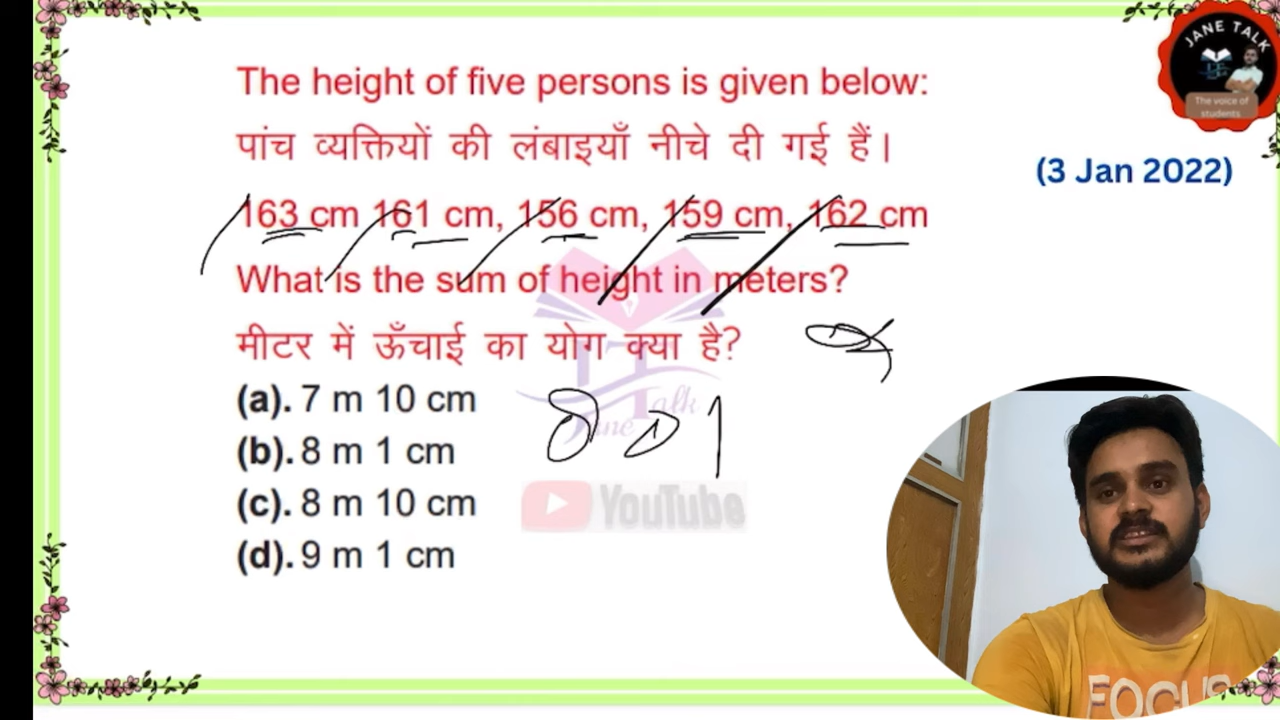 JANE TALK
The voice of
students
The height of five persons is given below:
पांच व्यक्तियों की लंबाइयाँ नीचे दी गई हैं।
(3 Jan 2022)
163 cm 161 cm, 156 cm, 159 cm, 162 cm
What is the sum of height in meters?
मीटर में ऊँचाई का योग क्या है?
(a). 7 m 10 cm
(b). 8 m 1 cm
(c). 8 m 10 cm
(d). 9 m 1 cm
801
Jane Talk
YouTube
FOCUS